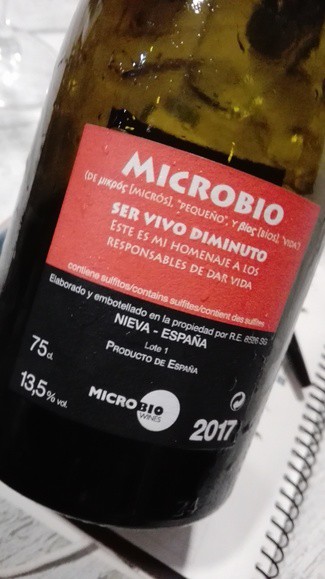 MICROBIO
(DE μικρός [MICRÓS], "PEQUEÑO", Y βίος [BÍOS], "VIDA")
SER VIVO DIMINUTO
ESTE ES MI HOMENAJE A LOS
RESPONSABLES DE DAR VIDA
contiene sulfitos/contains sulfites/contient des sulfites
Elaborado y embotellado en la propiedad por R.E. 8526 SG
NIEVA - ESPAÑA
Lote 1
75cl.
PRODUCTO DE ESPAÑA
13,5% vol.
MICROBIO
WINES
2017